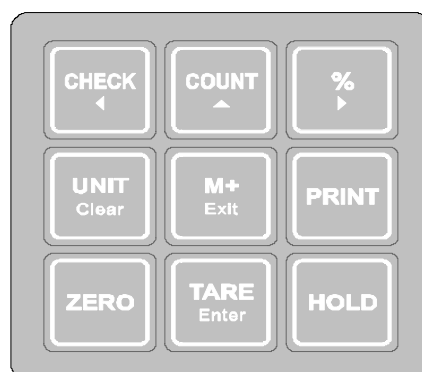 CHECK
COUNT
%
UNIT
Clear
M+
Exit
PRINT
ZERO
TARE
Enter
HOLD